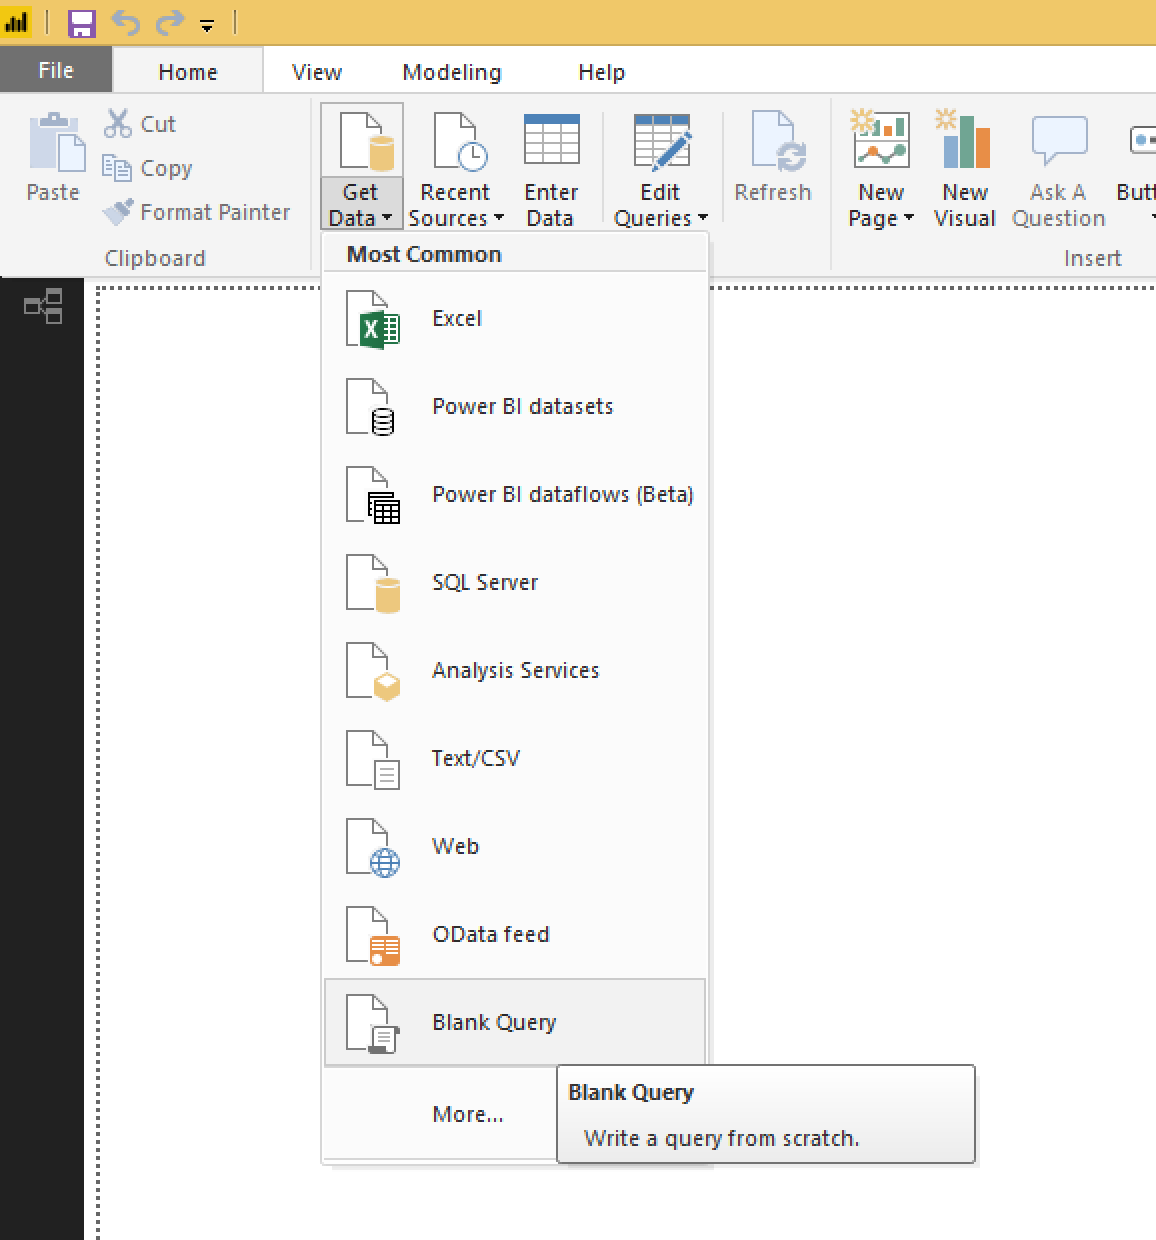 File Home View Modeling Help
Paste
Cut
Copy
Format Painter
Clipboard
Get Data
Recent Sources
Enter Data
Edit Queries
Refresh
New Page
New Visual
Ask A Question
Insert
Most Common
Excel
Power BI datasets
Power BI dataflows (Beta)
SQL Server
Analysis Services
Text/CSV
Web
OData feed
Blank Query
More...
Blank Query
Write a query from scratch.